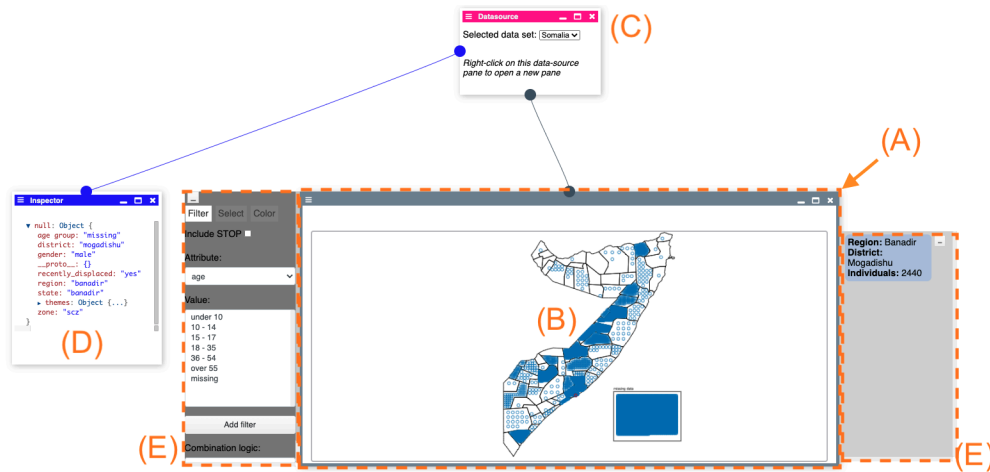 Datasource
Selected data set: Somalia
(C)
Right-click on this data-source
pane to open a new pane
(A)
Inspector
▼ null: Object {
age group: "missing"
district: "mogadishu"
gender: "male"
__proto__: {}
recently_displaced: "yes"
region: "banadir"
state: "banadir"
▶ themes: Object {...}
zone: "scz"
}
(D)
Filter Select Color
Include STOP
Attribute:
age
Value:
under 10
10 - 14
15 - 17
18 - 35
36 - 54
over 55
missing
Add filter
Combination logic:
(E)
(B)
missing data
Region: Banadir
District:
Mogadishu
Individuals: 2440
(E)